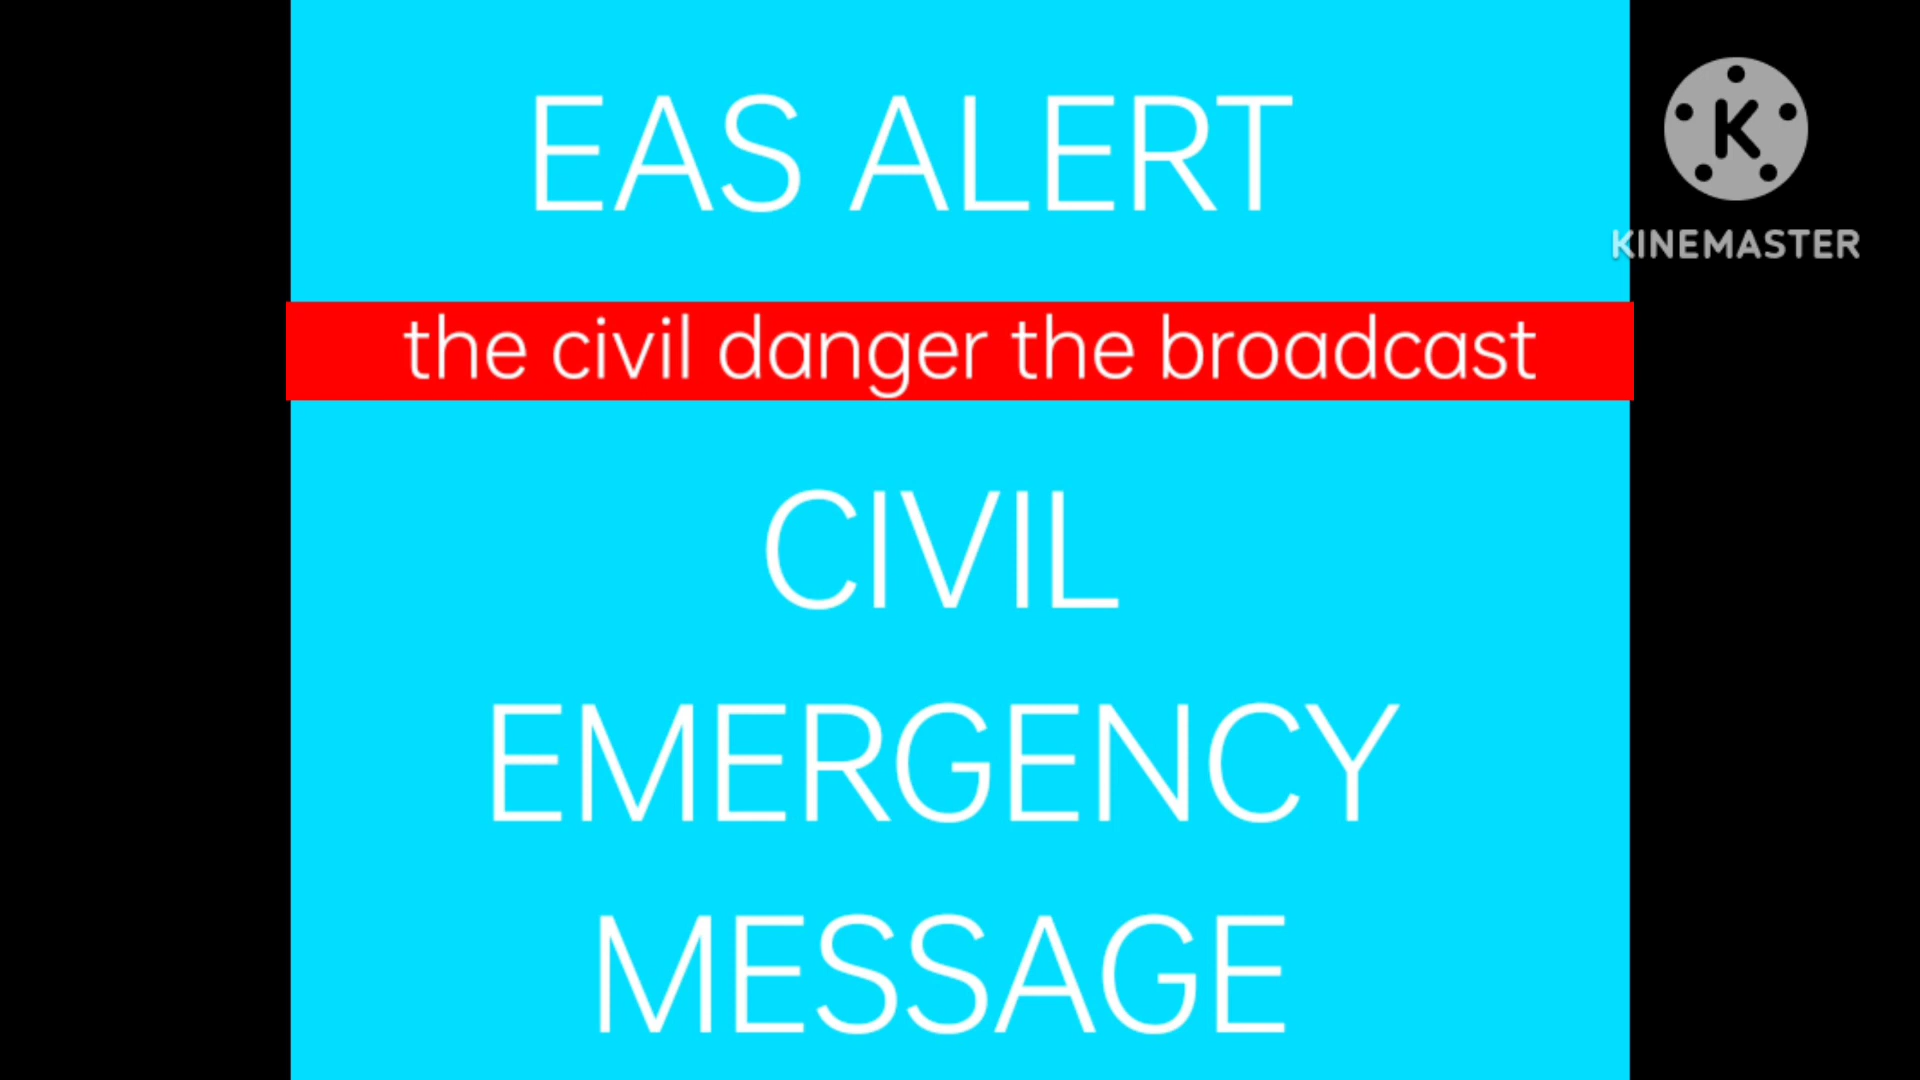 EAS ALERT
K
KINEMASTER
the civil danger the broadcast
CIVIL
EMERGENCY
MESSAGE